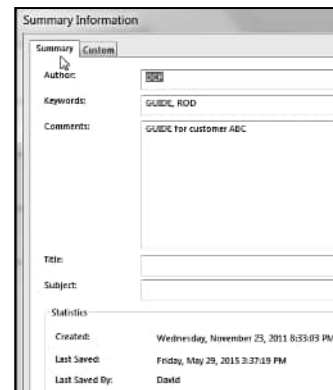 Summary Information
Summary Custom
Author:
Keywords: GUIDE, ROD
Comments: GUIDE for customer ABC
Title:
Subject:
Statistics
Created: Wednesday, November 23, 2011 8:33:03 PM
Last Saved: Friday, May 29, 2015 3:37:19 PM
Last Saved By: David